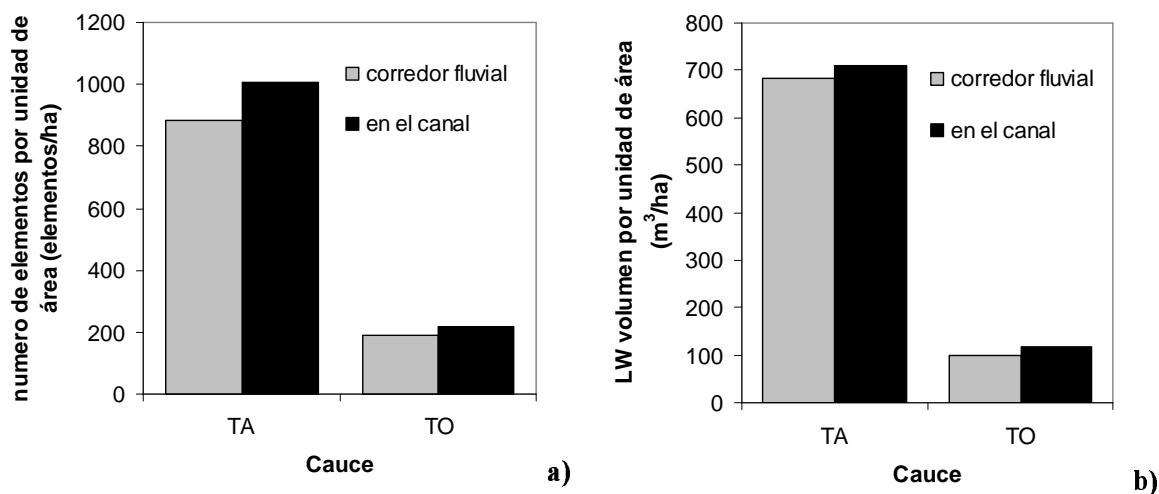 numero de elementos por unidad de
área (elementos/ha)
1200
1000
800
600
400
200
0
corredor fluvial
en el canal
TA
TO
Cauce
a)
LW volumen por unidad de área
(m³/ha)
800
700
600
500
400
300
200
100
0
corredor fluvial
en el canal
TA
TO
Cauce
b)